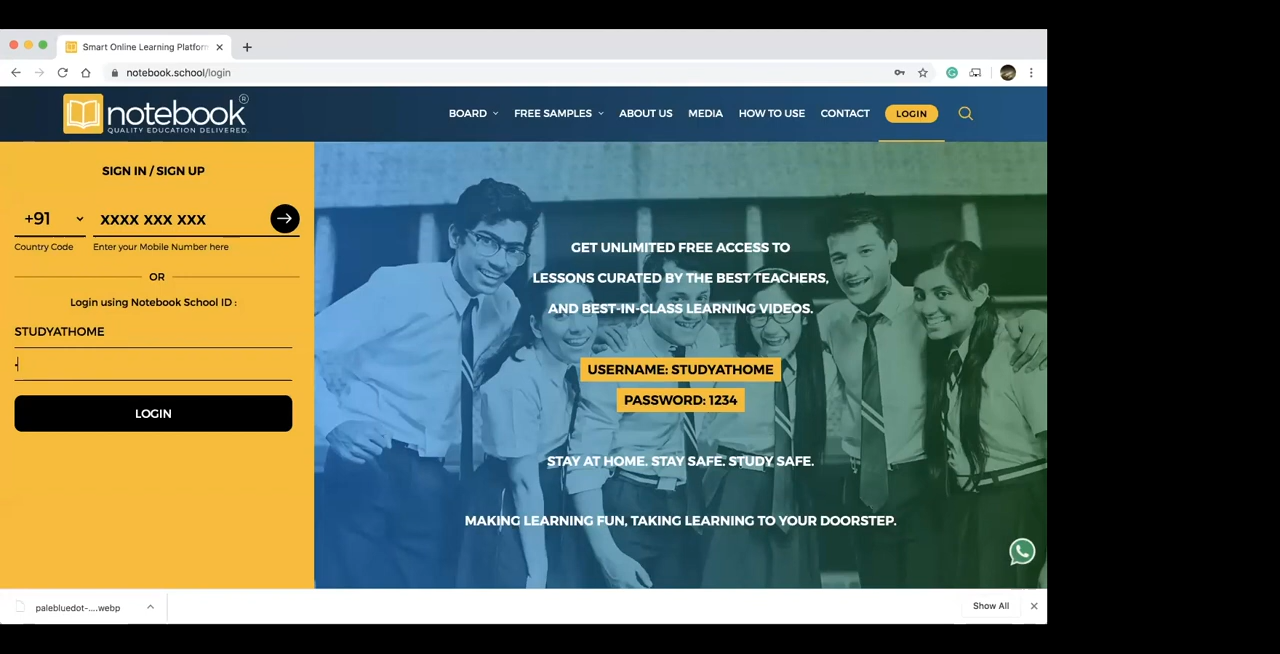 Smart Online Learning Platforn
notebook.school/login
notebook®
QUALITY EDUCATION DELIVERED.
BOARD
FREE SAMPLES
ABOUT US
MEDIA
HOW TO USE
CONTACT
LOGIN
SIGN IN / SIGN UP
+91
XXXX XXX XXX
Country Code
Enter your Mobile Number here
OR
Login using Notebook School ID :
STUDYATHOME
LOGIN
GET UNLIMITED FREE ACCESS TO
LESSONS CURATED BY THE BEST TEACHERS,
AND BEST-IN-CLASS LEARNING VIDEOS.
USERNAME: STUDYATHOME
PASSWORD: 1234
STAY AT HOME. STAY SAFE. STUDY SAFE.
MAKING LEARNING FUN, TAKING LEARNING TO YOUR DOORSTEP.
palebluedot-....webp
Show All